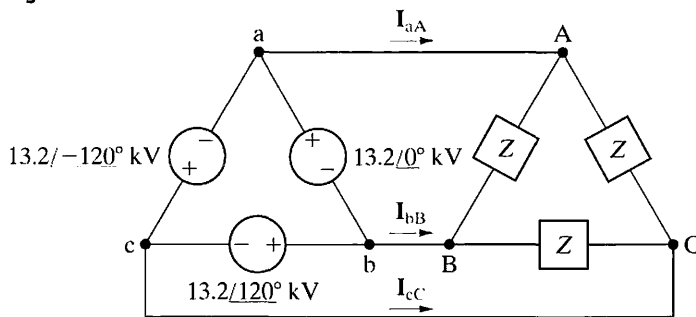 I_aA
a
A
13.2/−120° kV
−
+
+
−
13.2/0° kV
Z
Z
c
−
+
b
I_bB
B
Z
C
13.2/120° kV
I_cC